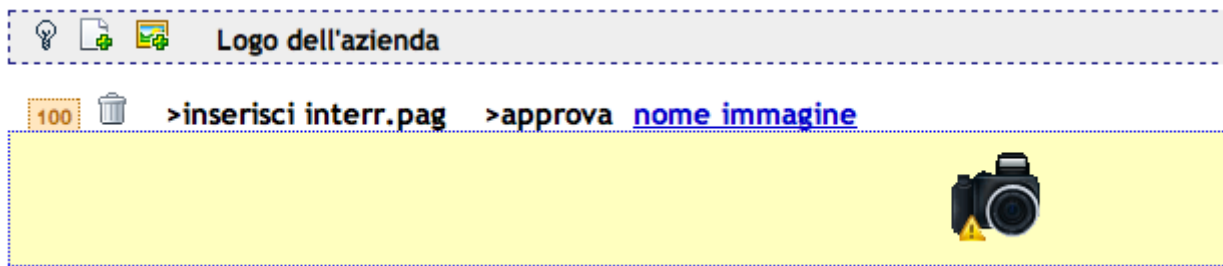 Logo dell'azienda
100 >inserisci interr.pag >approva nome immagine